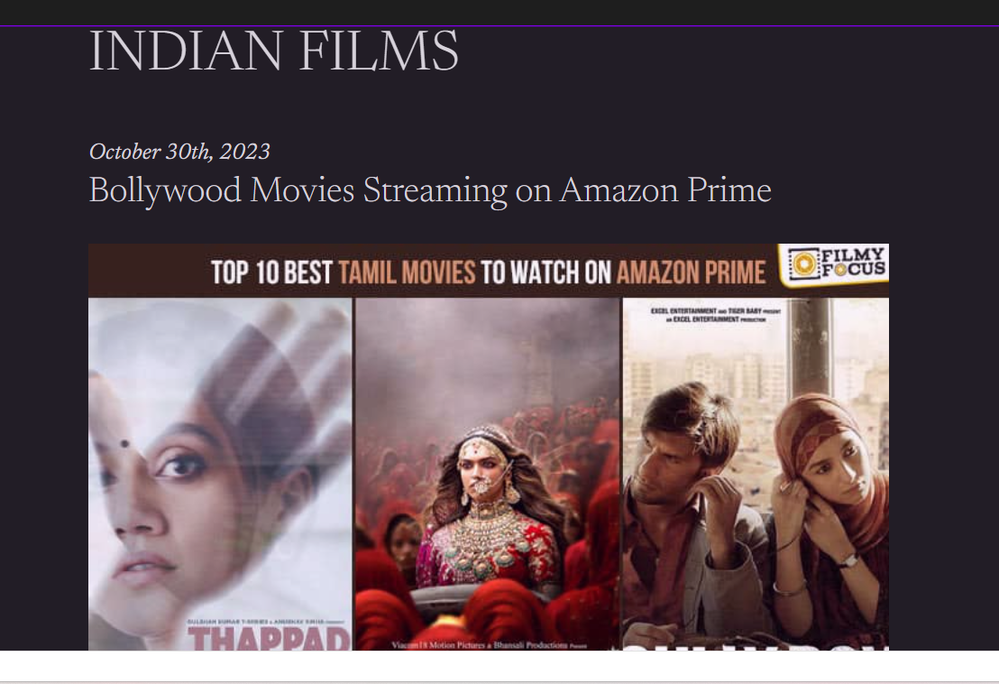 INDIAN FILMS
October 30th, 2023
Bollywood Movies Streaming on Amazon Prime
TOP 10 BEST TAMIL MOVIES TO WATCH ON AMAZON PRIME
FILMY
FOCUS
EXCEL ENTERTAINMENT AND TIGER BABY PRESENT
AN EXCEL ENTERTAINMENT PRODUCTION
GULSHAN KUMAR T-SERIES & ANUBHAV SINHA
THAPPAD
Viacom18 Motion Pictures & Bhansali Productions Present